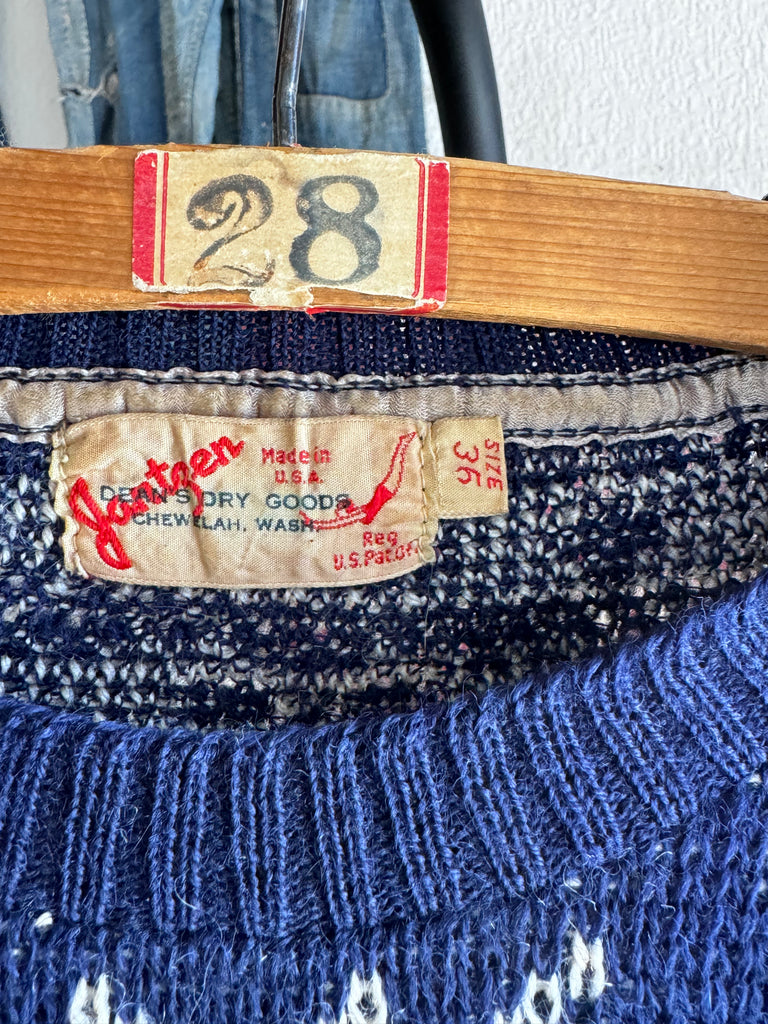 28
Jantzen
Made in
U.S.A.
DEAN'S DRY GOODS
CHEWELAH, WASH.
Reg
U.S.Pat.Off
SIZE
36